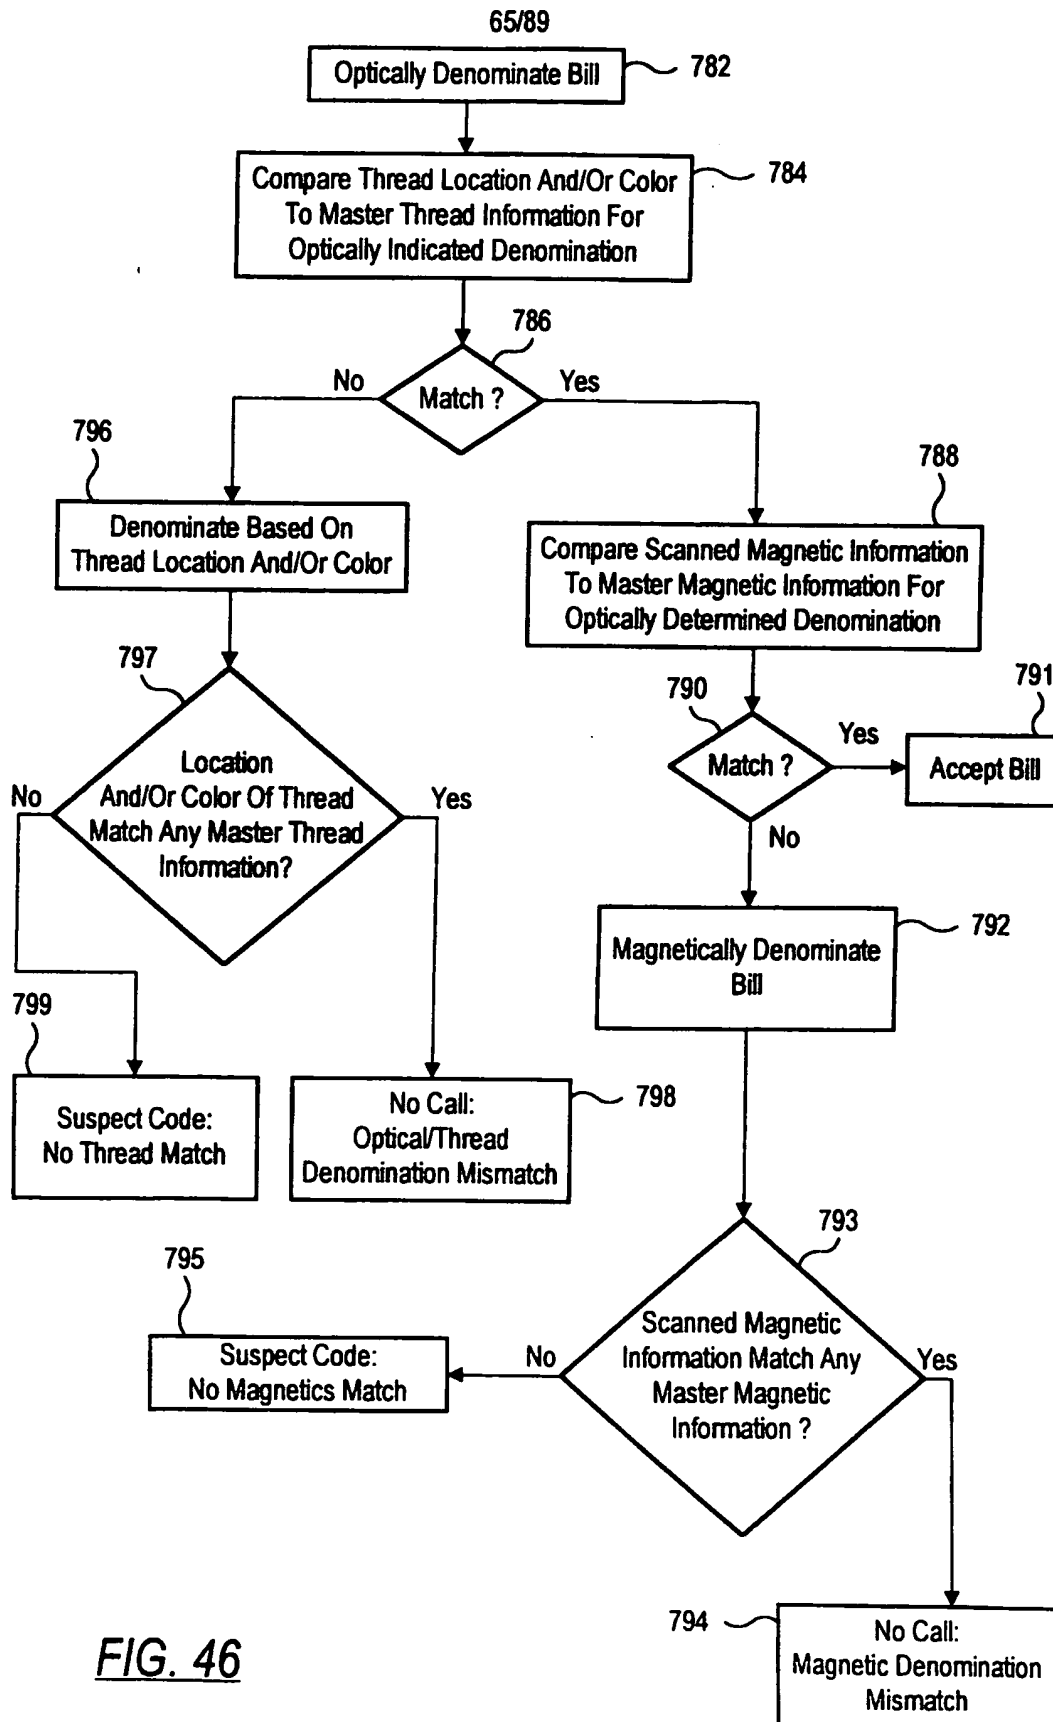 65/89
Optically Denominate Bill
782
Compare Thread Location And/Or Color
To Master Thread Information For
Optically Indicated Denomination
784
786
No
Match ?
Yes
796
Denominate Based On
Thread Location And/Or Color
788
Compare Scanned Magnetic Information
To Master Magnetic Information For
Optically Determined Denomination
797
Location
And/Or Color Of Thread
Match Any Master Thread
Information?
No
Yes
790
Match ?
Yes
791
Accept Bill
No
792
Magnetically Denominate
Bill
799
Suspect Code:
No Thread Match
No Call:
Optical/Thread
Denomination Mismatch
798
793
Scanned Magnetic
Information Match Any
Master Magnetic
Information ?
No
Yes
795
Suspect Code:
No Magnetics Match
794
No Call:
Magnetic Denomination
Mismatch
FIG. 46